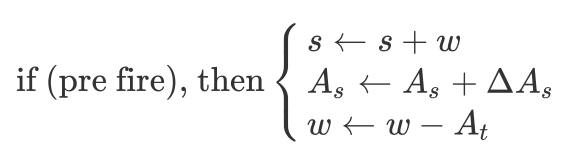 if (pre fire), then { s ← s + w
A_s ← A_s + ΔA_s
w ← w − A_t